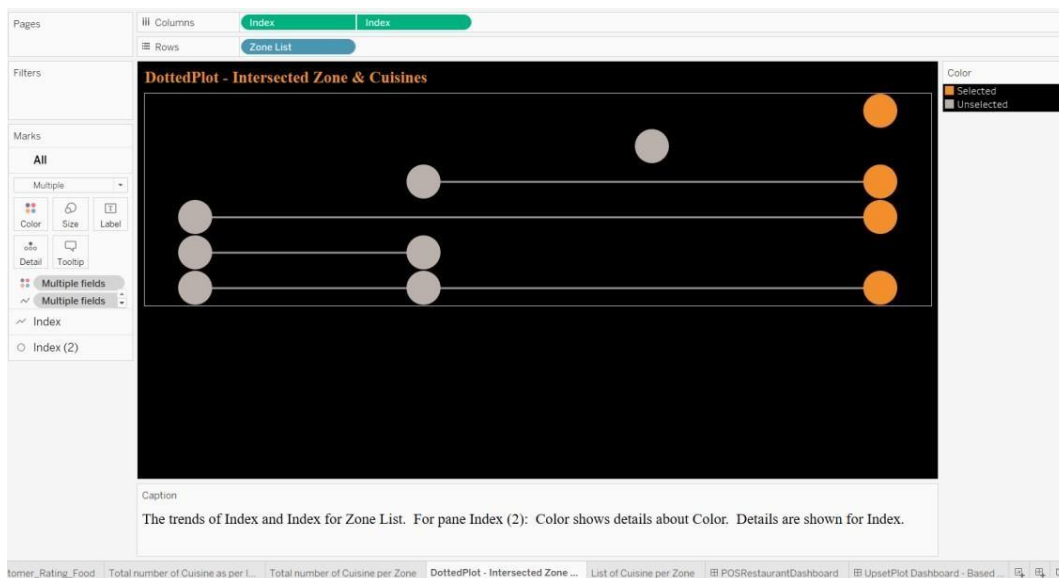 Pages
Columns
Index
Index
Rows
Zone List
Filters
DottedPlot - Intersected Zone & Cuisines
Color
Selected
Unselected
Marks
All
Multiple
Color
Size
Label
Detail
Tooltip
Multiple fields
Multiple fields
Index
Index (2)
Caption
The trends of Index and Index for Zone List. For pane Index (2): Color shows details about Color. Details are shown for Index.
tomer_Rating_Food
Total number of Cuisine as per I...
Total number of Cuisine per Zone
DottedPlot - Intersected Zone ...
List of Cuisine per Zone
POSRestaurantDashboard
UpsetPlot Dashboard - Based ...